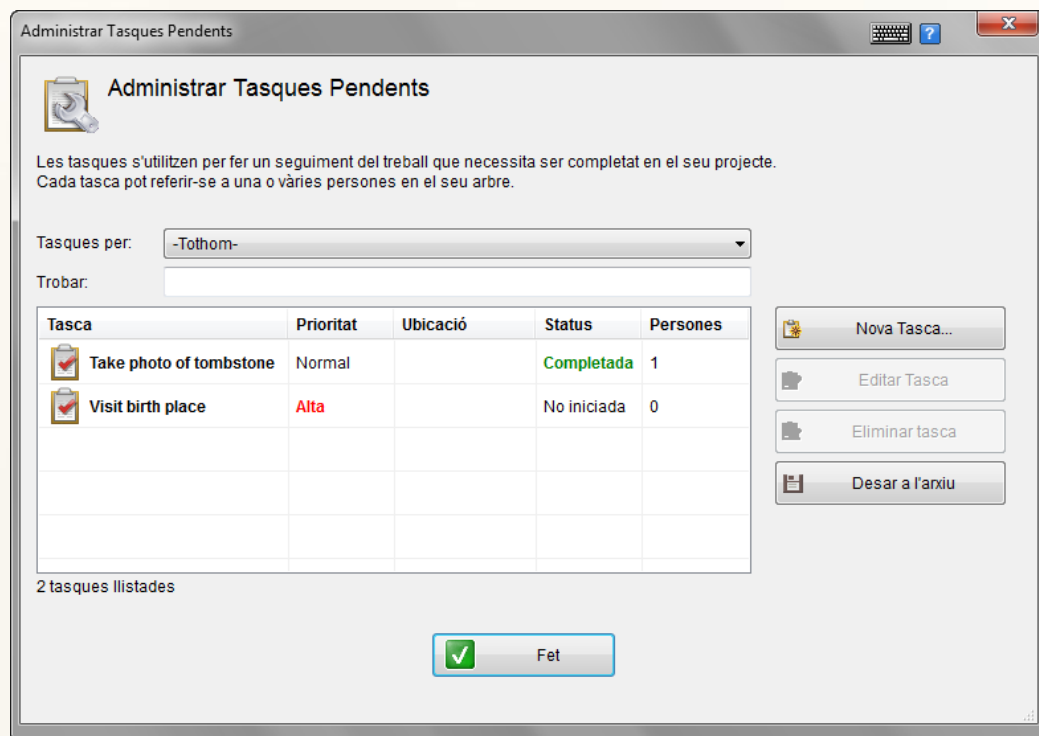 Administrar Tasques Pendents
?
x
Administrar Tasques Pendents
Les tasques s'utilitzen per fer un seguiment del treball que necessita ser completat en el seu projecte.
Cada tasca pot referir-se a una o vàries persones en el seu arbre.
Tasques per: -Tothom-
Trobar:
Tasca Prioritat Ubicació Status Persones
Take photo of tombstone Normal Completada 1
Visit birth place Alta No iniciada 0
Nova Tasca...
Editar Tasca
Eliminar tasca
Desar a l'arxiu
2 tasques llistades
Fet